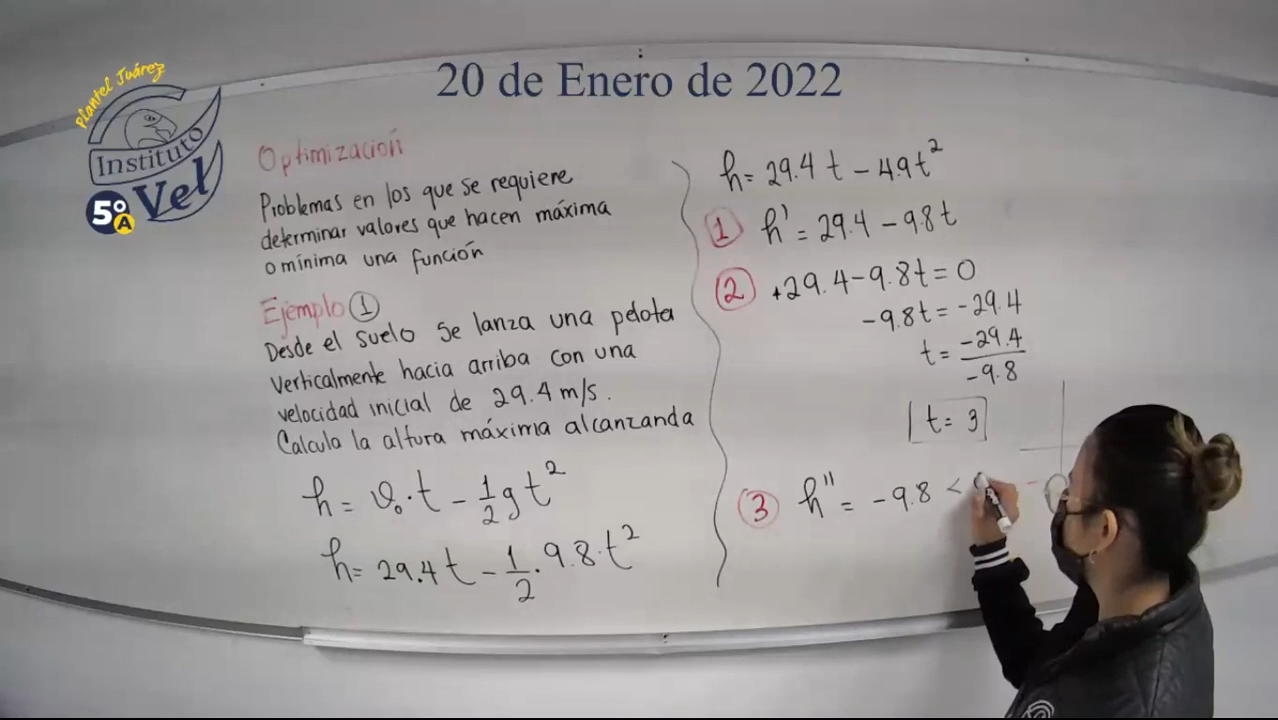 20 de Enero de 2022
Plantel Juárez
Instituto
Vel
5º A
Optimización
Problemas en los que se requiere
determinar valores que hacen máxima
o mínima una función
Ejemplo 1
Desde el suelo se lanza una pelota
verticalmente hacia arriba con una
velocidad inicial de 29.4 m/s.
Calcula la altura máxima alcanzanda
h = v₀·t - 1/2 g t²
h = 29.4 t - 1/2 · 9.8 · t²
h = 29.4 t - 4.9 t²
1 h' = 29.4 - 9.8 t
2 +29.4 - 9.8 t = 0
-9.8 t = -29.4
t = -29.4/-9.8
t = 3
3 h'' = -9.8 <